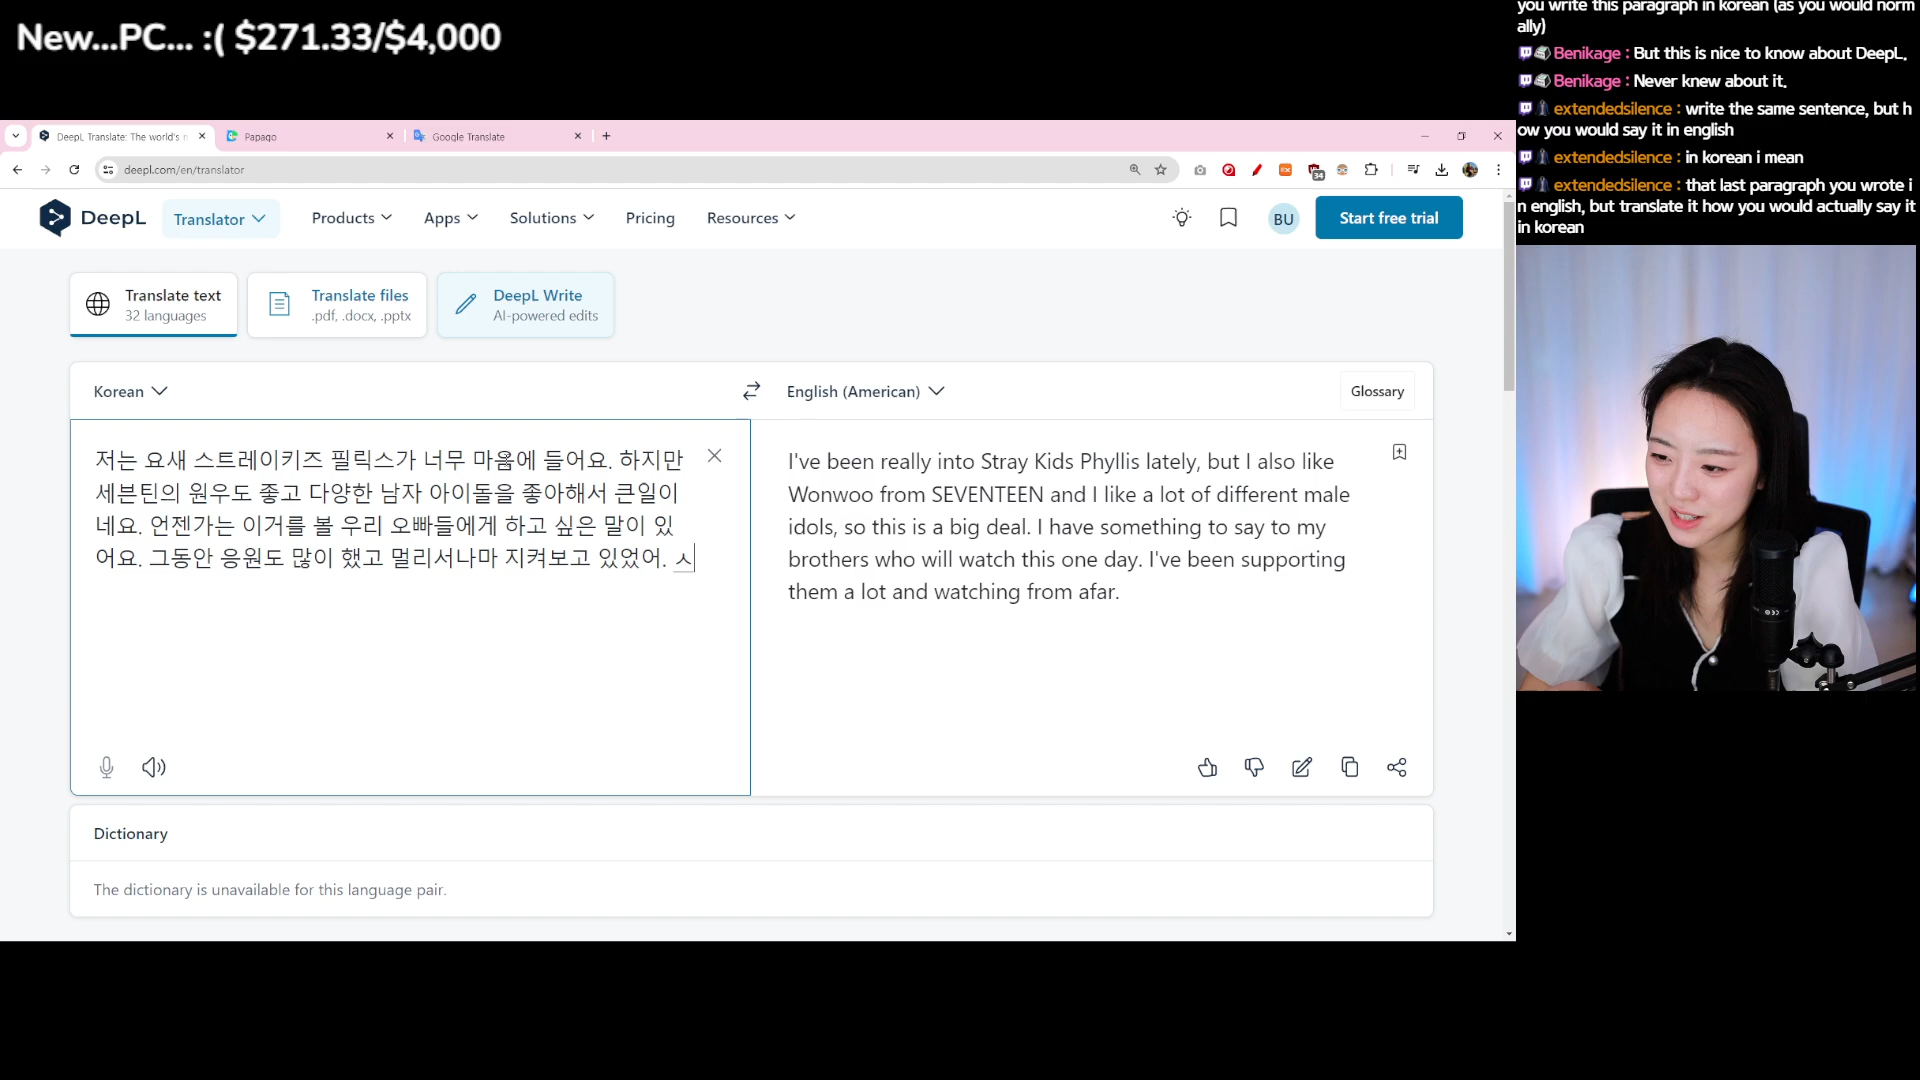 New...PC... :( $271.33/$4,000
you write this paragraph in korean (as you would norm
ally)
Benikage : But this is nice to know about DeepL.
Benikage : Never knew about it.
extendedsilence : write the same sentence, but h
ow you would say it in english
extendedsilence : in korean i mean
extendedsilence : that last paragraph you wrote i
n english, but translate it how you would actually say it
in korean
DeepL Translate: The world's
Papago
Google Translate
deepl.com/en/translator
34
DeepL
Translator
Products
Apps
Solutions
Pricing
Resources
BU
Start free trial
Translate text
32 languages
Translate files
.pdf, .docx, .pptx
DeepL Write
AI-powered edits
Korean
English (American)
Glossary
저는 요새 스트레이키즈 필릭스가 너무 마음에 들어요. 하지만
세븐틴의 원우도 좋고 다양한 남자 아이돌을 좋아해서 큰일이
네요. 언젠가는 이거를 볼 우리 오빠들에게 하고 싶은 말이 있
어요. 그동안 응원도 많이 했고 멀리서나마 지켜보고 있었어. ㅅ
I've been really into Stray Kids Phyllis lately, but I also like
Wonwoo from SEVENTEEN and I like a lot of different male
idols, so this is a big deal. I have something to say to my
brothers who will watch this one day. I've been supporting
them a lot and watching from afar.
Dictionary
The dictionary is unavailable for this language pair.